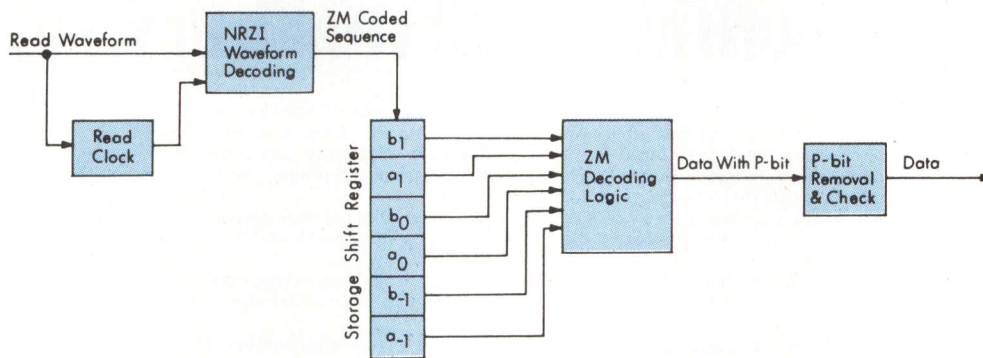 ZM Coded
Sequence
Read Waveform
NRZI
Waveform
Decoding
Read
Clock
Storage Shift Register
b1
a1
b0
a0
b-1
a-1
ZM
Decoding
Logic
Data With P-bit
P-bit
Removal
& Check
Data